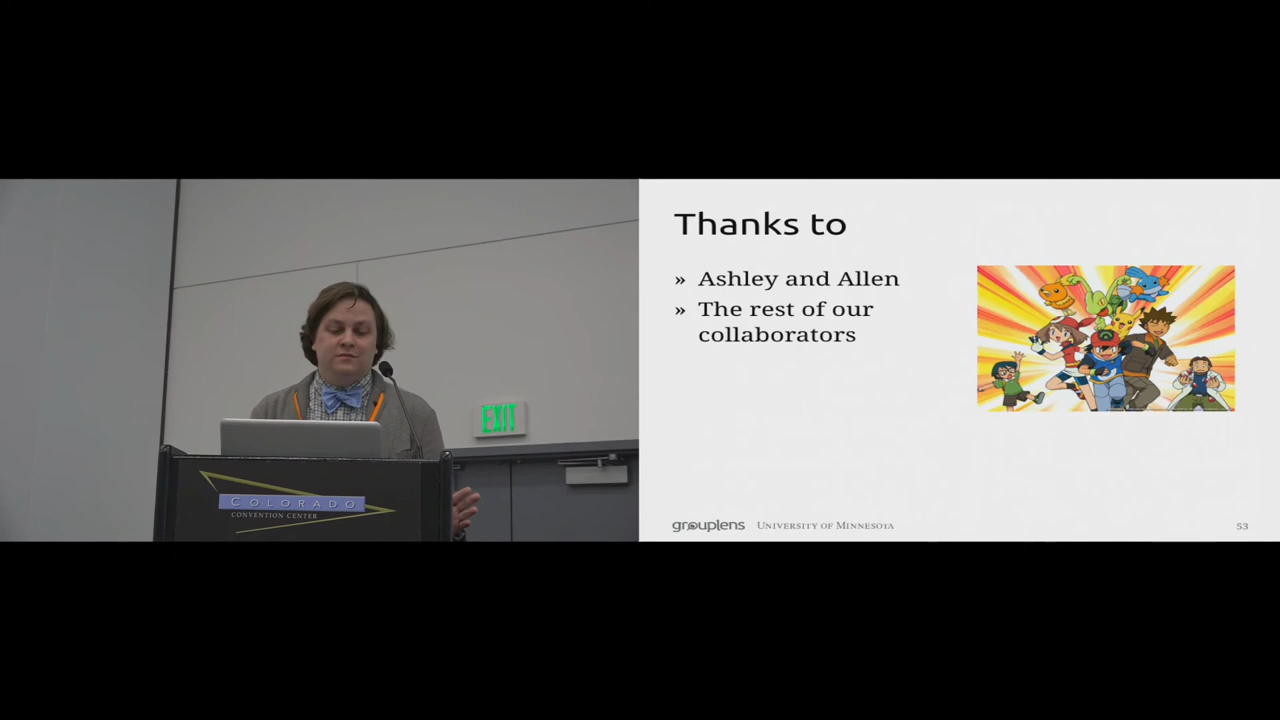 EXIT
COLORADO
CONVENTION CENTER
Thanks to
» Ashley and Allen
» The rest of our
collaborators
grouplens UNIVERSITY OF MINNESOTA
53